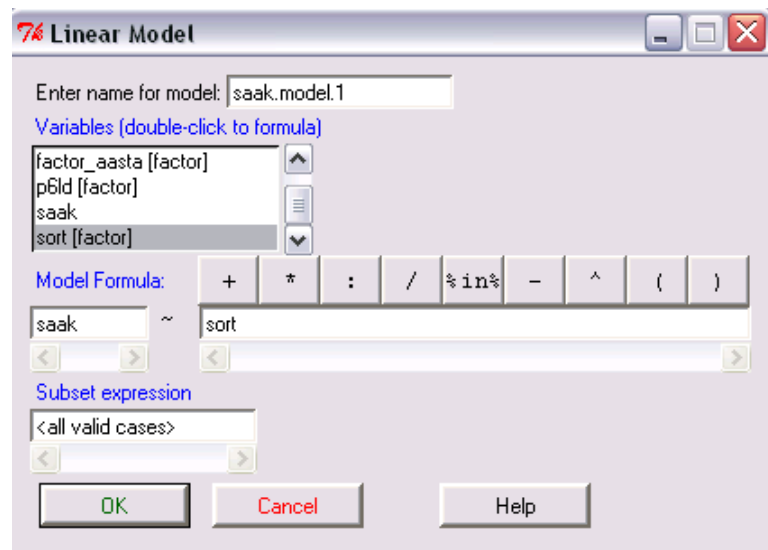 Linear Model
Enter name for model: saak.model.1
Variables (double-click to formula)
factor_aasta [factor]
p6ld [factor]
saak
sort [factor]
Model Formula: + * : / %in% - ^ ( )
saak ~ sort
Subset expression
<all valid cases>
OK Cancel Help